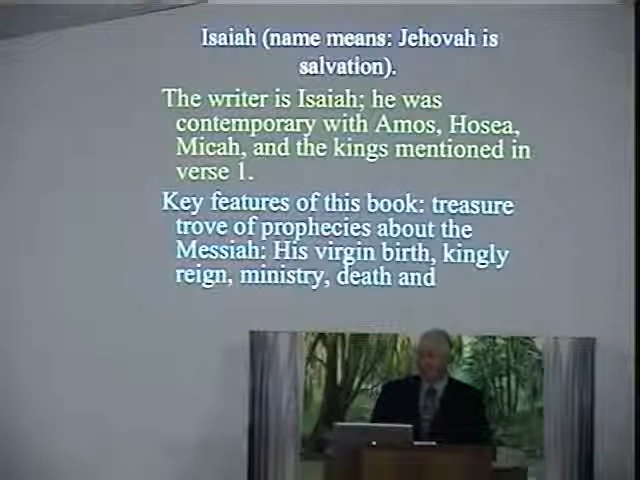 Isaiah (name means: Jehovah is
salvation).
The writer is Isaiah; he was
contemporary with Amos, Hosea,
Micah, and the kings mentioned in
verse 1.
Key features of this book: treasure
trove of prophecies about the
Messiah: His virgin birth, kingly
reign, ministry, death and